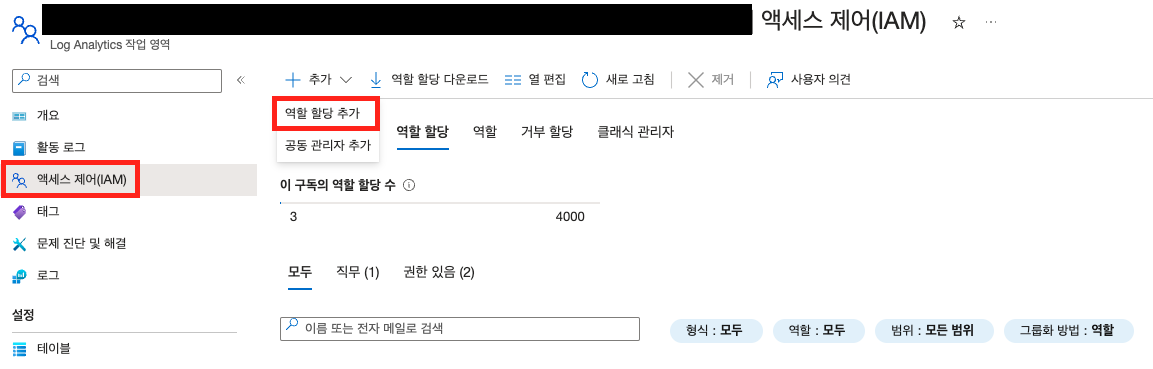 액세스 제어(IAM) ☆ ···
Log Analytics 작업 영역
검색 «
개요
활동 로그
액세스 제어(IAM)
태그
문제 진단 및 해결
로그
설정
테이블
추가 역할 할당 다운로드 열 편집 새로 고침 제거 사용자 의견
역할 할당 추가
공동 관리자 추가
역할 할당 역할 거부 할당 클래식 관리자
이 구독의 역할 할당 수
3 4000
모두 직무 (1) 권한 있음 (2)
이름 또는 전자 메일로 검색 형식 : 모두 역할 : 모두 범위 : 모든 범위 그룹화 방법 : 역할